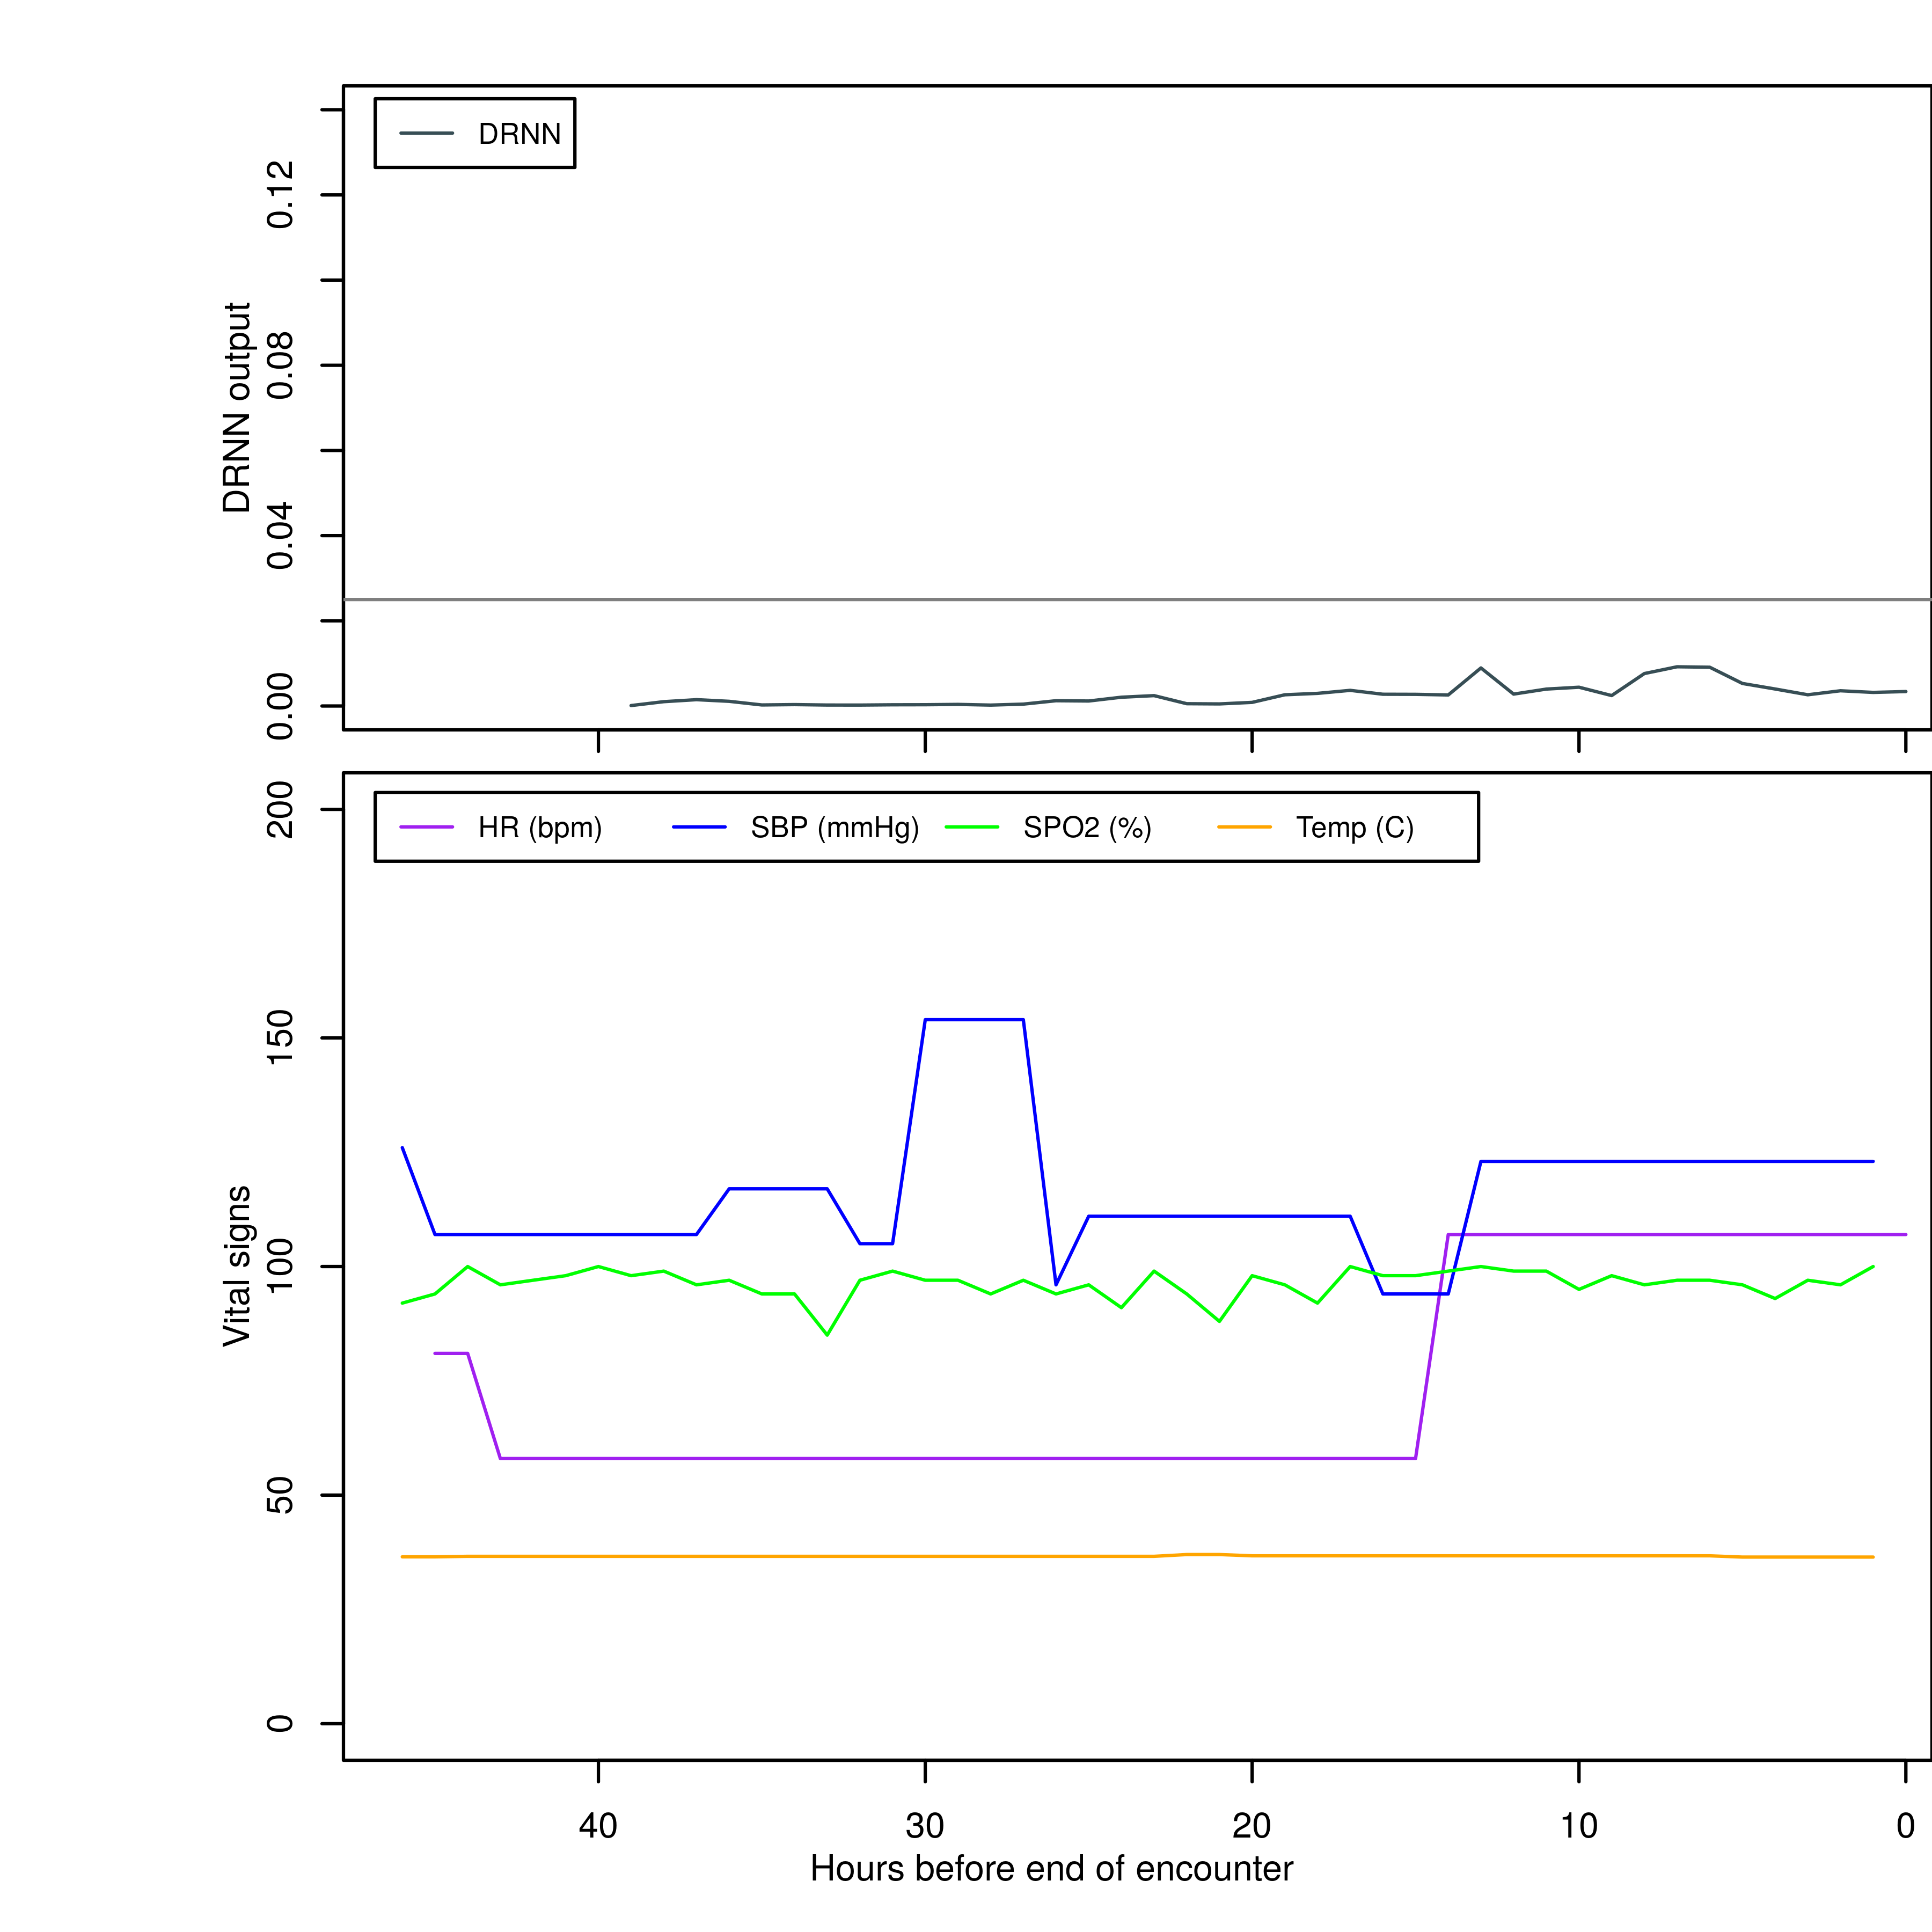 DRNN
0.12
0.08
0.04
0.00
DRNN output
HR (bpm) SBP (mmHg) SPO2 (%) Temp (C)
200
150
100
50
0
Vital signs
40 30 20 10 0
Hours before end of encounter